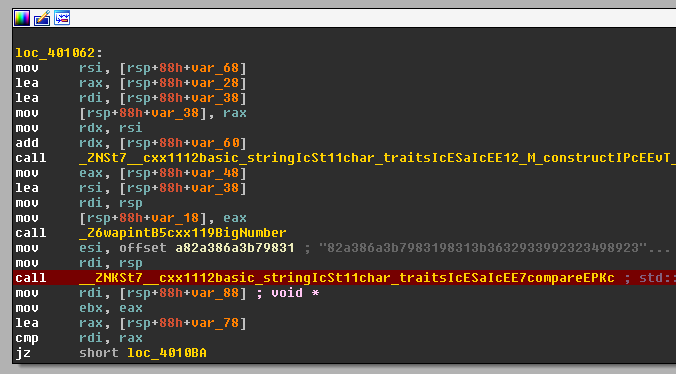 loc_401062:
mov rsi, [rsp+88h+var_68]
lea rax, [rsp+88h+var_28]
lea rdi, [rsp+88h+var_38]
mov [rsp+88h+var_38], rax
mov rdx, rsi
add rdx, [rsp+88h+var_60]
call _ZNSt7__cxx1112basic_stringIcSt11char_traitsIcESaIcEE12_M_constructIPcEEvT_
mov eax, [rsp+88h+var_48]
lea rsi, [rsp+88h+var_38]
mov rdi, rsp
mov [rsp+88h+var_18], eax
call _Z6wapintB5cxx119BigNumber
mov esi, offset a82a386a3b79831 ; "82a386a3b7983198313b363293399232349​8923"...
mov rdi, rsp
call __ZNKSt7__cxx1112basic_stringIcSt11char_traitsIcESaIcEE7compareEPKc ; std::
mov rdi, [rsp+88h+var_88] ; void *
mov ebx, eax
lea rax, [rsp+88h+var_78]
cmp rdi, rax
jz short loc_4010BA